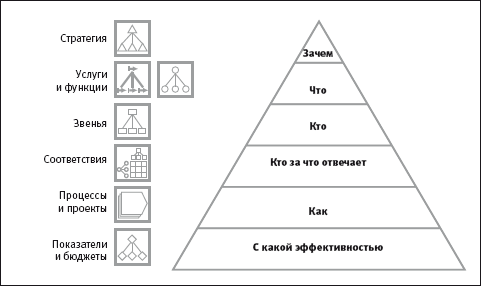 Стратегия
Зачем
Услуги
и функции
Что
Звенья
Кто
Соответствия
Кто за что отвечает
Процессы
и проекты
Как
Показатели
и бюджеты
С какой эффективностью